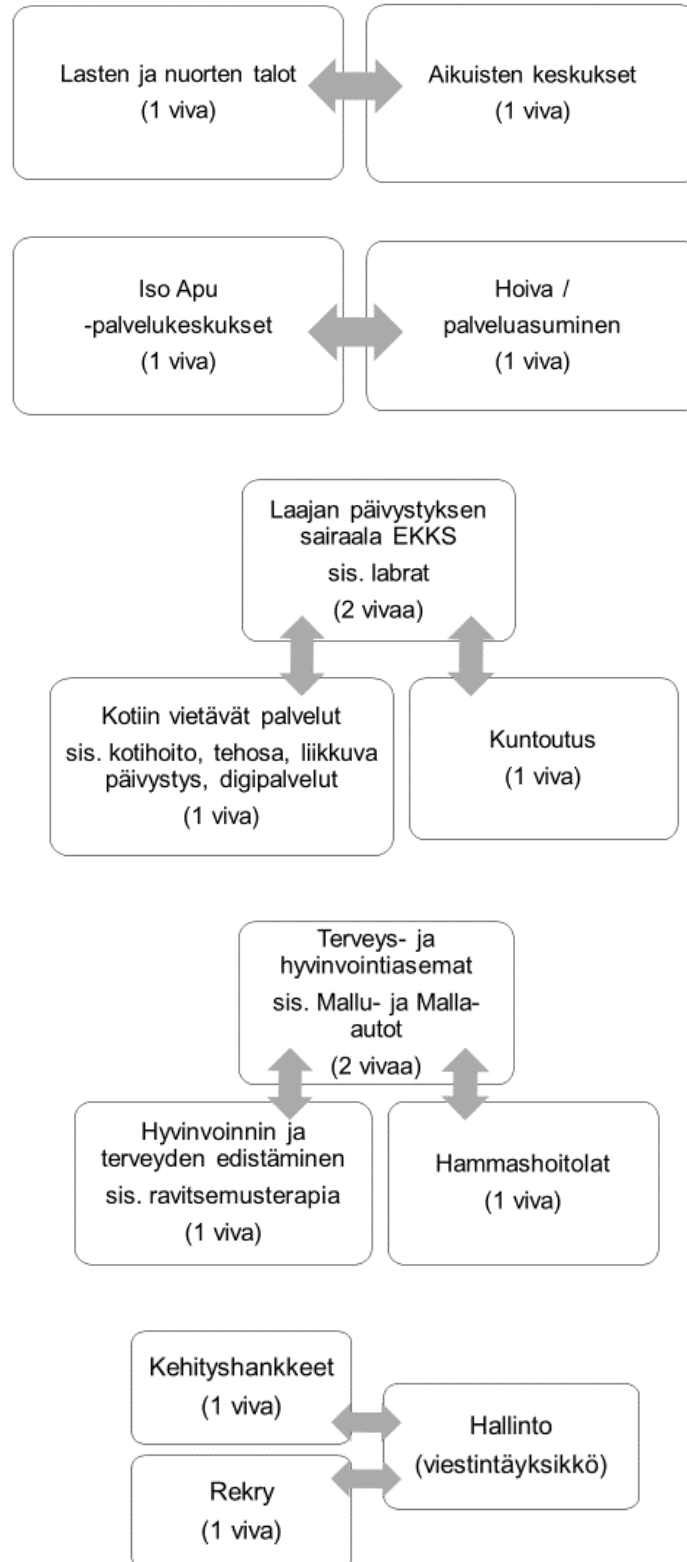 Lasten ja nuorten talot
(1 viva)
Aikuisten keskukset
(1 viva)
Iso Apu
-palvelukeskukset
(1 viva)
Hoiva /
palveluasuminen
(1 viva)
Laajan päivystyksen
sairaala EKKS
sis. labrat
(2 vivaa)
Kotiin vietävät palvelut
sis. kotihoito, tehosa, liikkuva
päivystys, digipalvelut
(1 viva)
Kuntoutus
(1 viva)
Terveys- ja
hyvinvointiasemat
sis. Mallu- ja Malla-
autot
(2 vivaa)
Hyvinvoinnin ja
terveyden edistäminen
sis. ravitsemusterapia
(1 viva)
Hammashoitolat
(1 viva)
Kehityshankkeet
(1 viva)
Hallinto
(viestintäyksikkö)
Rekry
(1 viva)